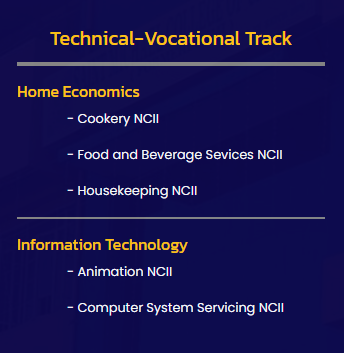 Technical-Vocational Track
Home Economics
- Cookery NCII
- Food and Beverage Sevices NCII
- Housekeeping NCII
Information Technology
- Animation NCII
- Computer System Servicing NCII